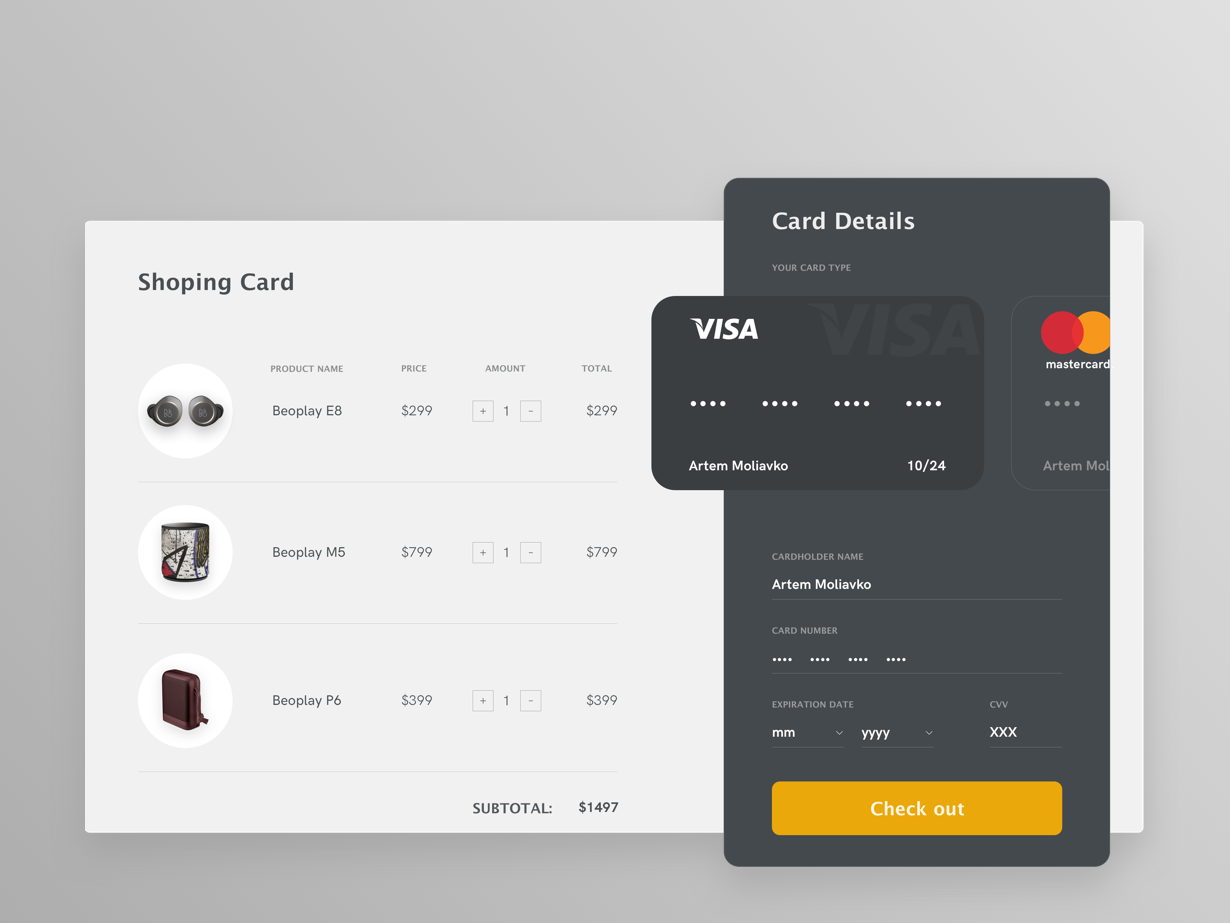 Shoping Card
PRODUCT NAME PRICE AMOUNT TOTAL
Beoplay E8 $299 + 1 - $299
Beoplay M5 $799 + 1 - $799
Beoplay P6 $399 + 1 - $399
SUBTOTAL: $1497
Card Details
YOUR CARD TYPE
VISA VISA
•••• •••• •••• ••••
Artem Moliavko 10/24
mastercard
••••
Artem Mol
CARDHOLDER NAME
Artem Moliavko
CARD NUMBER
•••• •••• •••• ••••
EXPIRATION DATE CVV
mm yyyy XXX
Check out